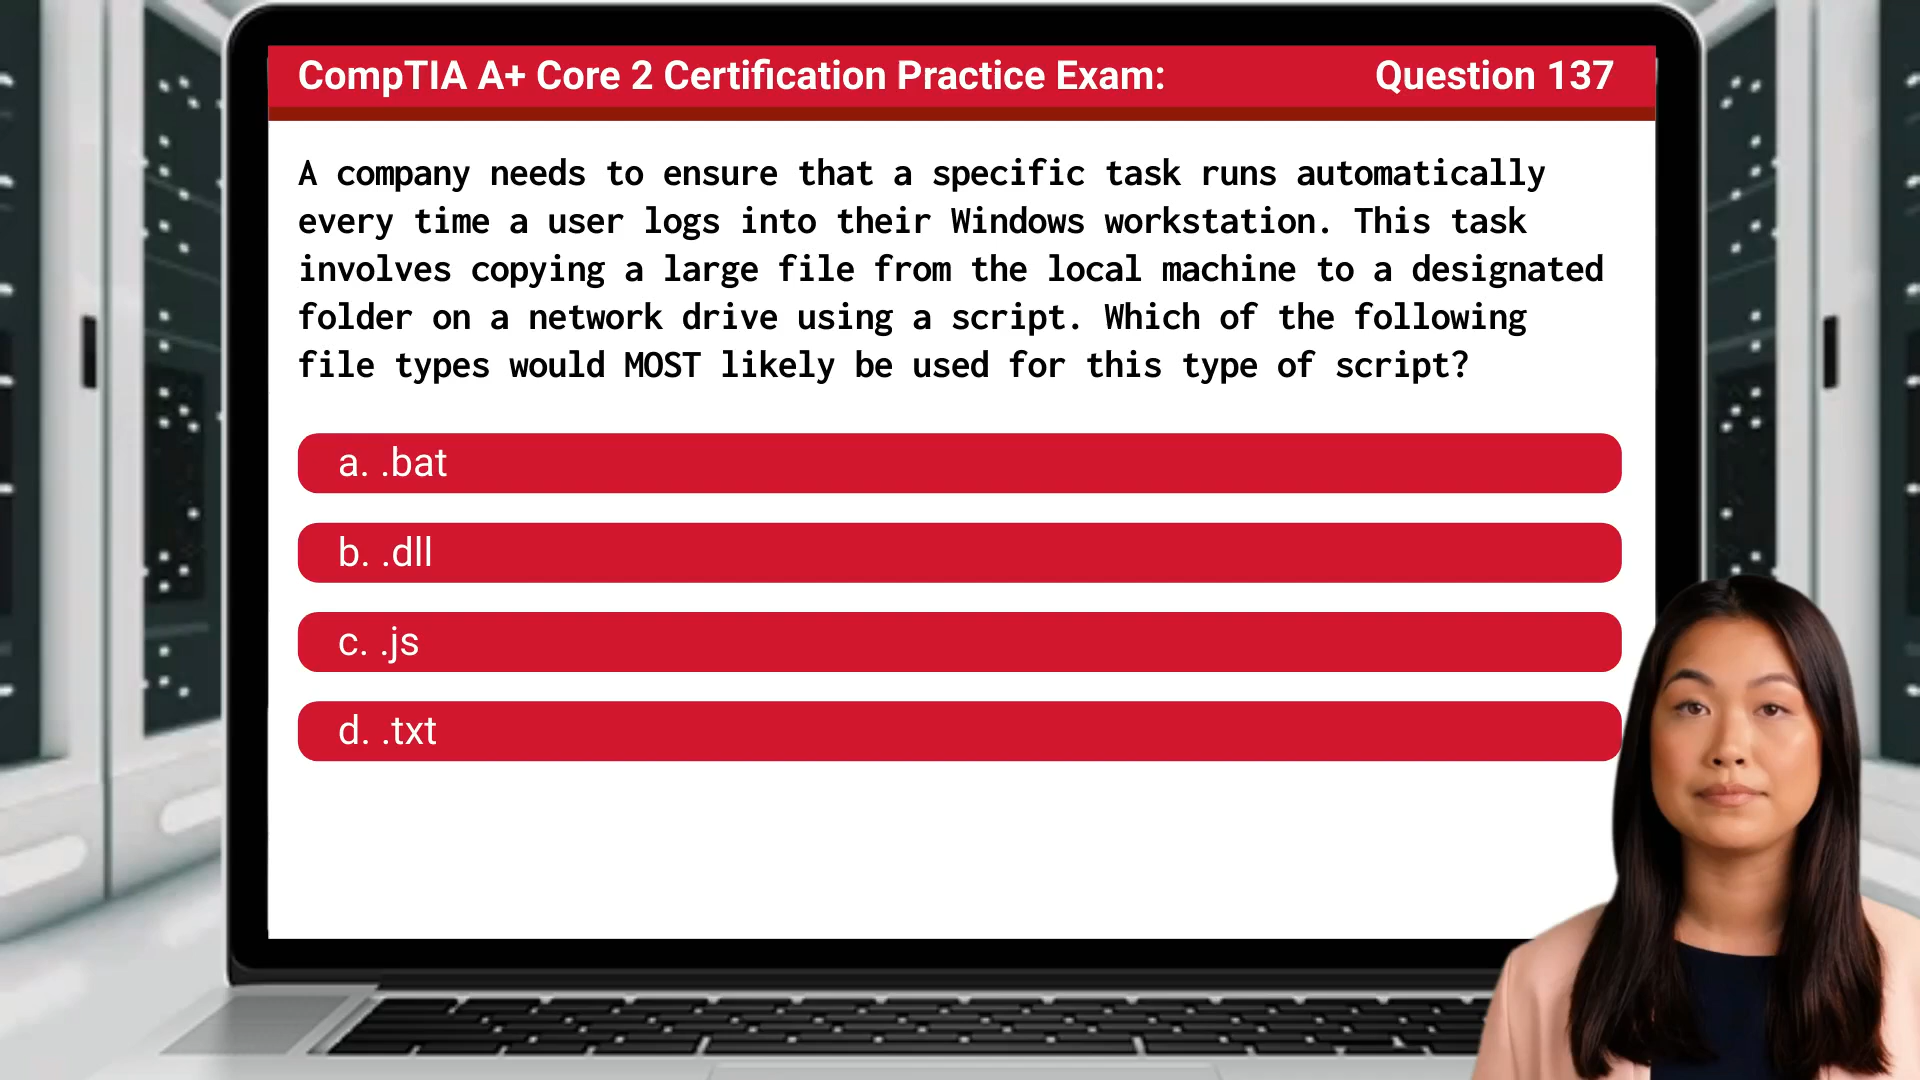 CompTIA A+ Core 2 Certification Practice Exam: Question 137
A company needs to ensure that a specific task runs automatically
every time a user logs into their Windows workstation. This task
involves copying a large file from the local machine to a designated
folder on a network drive using a script. Which of the following
file types would MOST likely be used for this type of script?
a. .bat
b. .dll
c. .js
d. .txt